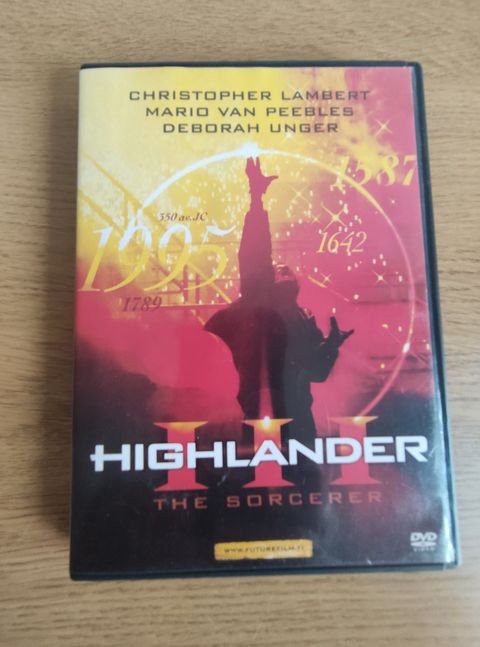 CHRISTOPHER LAMBERT
MARIO VAN PEEBLES
DEBORAH UNGER
1587
550 av.JC
1995
1642
1789
III
HIGHLANDER
THE SORCERER
WWW.FUTUREFILM.FI
DVD
VIDEO